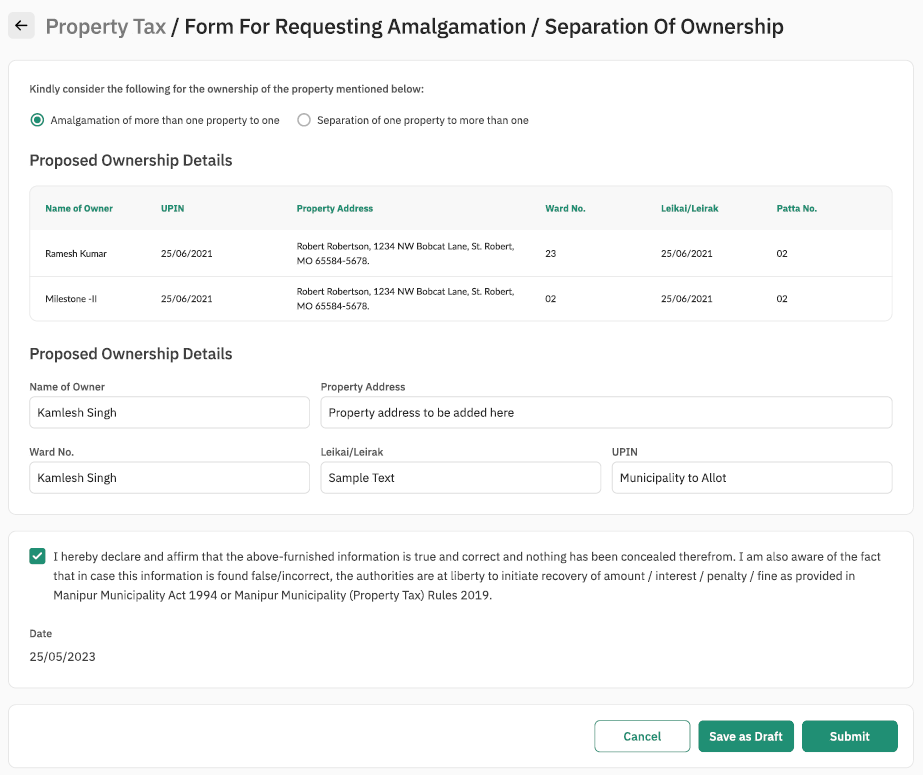 Property Tax / Form For Requesting Amalgamation / Separation Of Ownership
Kindly consider the following for the ownership of the property mentioned below:
Amalgamation of more than one property to one Separation of one property to more than one
Proposed Ownership Details
Name of Owner UPIN Property Address Ward No. Leikai/Leirak Patta No.
Ramesh Kumar 25/06/2021 Robert Robertson, 1234 NW Bobcat Lane, St. Robert, 23 25/06/2021 02
MO 65584-5678.
Milestone -II 25/06/2021 Robert Robertson, 1234 NW Bobcat Lane, St. Robert, 02 25/06/2021 02
MO 65584-5678.
Proposed Ownership Details
Name of Owner Property Address
Kamlesh Singh Property address to be added here
Ward No. Leikai/Leirak UPIN
Kamlesh Singh Sample Text Municipality to Allot
I hereby declare and affirm that the above-furnished information is true and correct and nothing has been concealed therefrom. I am also aware of the fact
that in case this information is found false/incorrect, the authorities are at liberty to initiate recovery of amount / interest / penalty / fine as provided in
Manipur Municipality Act 1994 or Manipur Municipality (Property Tax) Rules 2019.
Date
25/05/2023
Cancel Save as Draft Submit